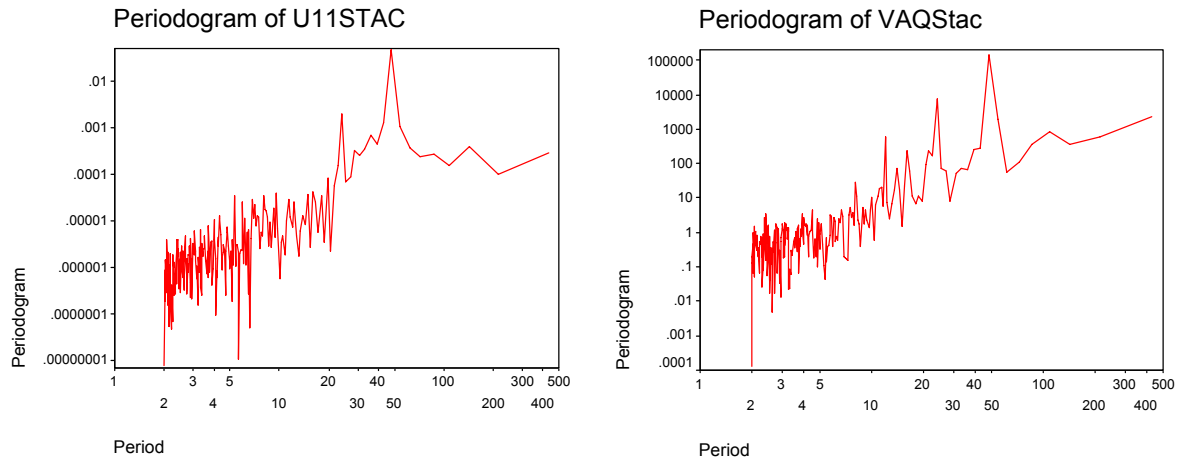 Periodogram of U11STAC
Periodogram
.01
.001
.0001
.00001
.000001
.0000001
.00000001
1 3 5 20 40 100 300 500
2 4 10 30 50 200 400
Period
Periodogram of VAQStac
Periodogram
100000
10000
1000
100
10
1
.1
.01
.001
.0001
1 3 5 20 40 100 300 500
2 4 10 30 50 200 400
Period